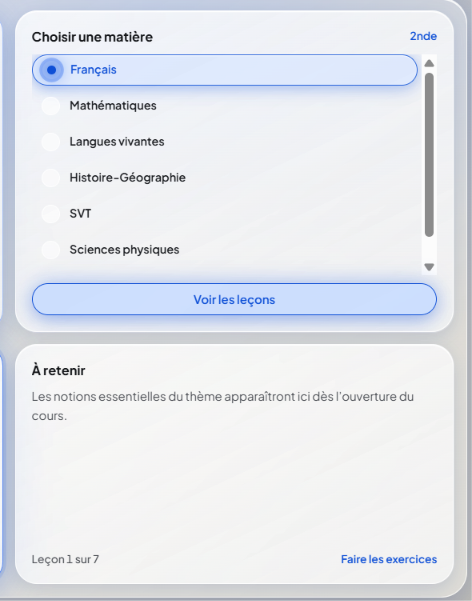 Choisir une matière
2nde
Français
Mathématiques
Langues vivantes
Histoire-Géographie
SVT
Sciences physiques
Voir les leçons
À retenir
Les notions essentielles du thème apparaîtront ici dès l'ouverture du
cours.
Leçon 1 sur 7
Faire les exercices